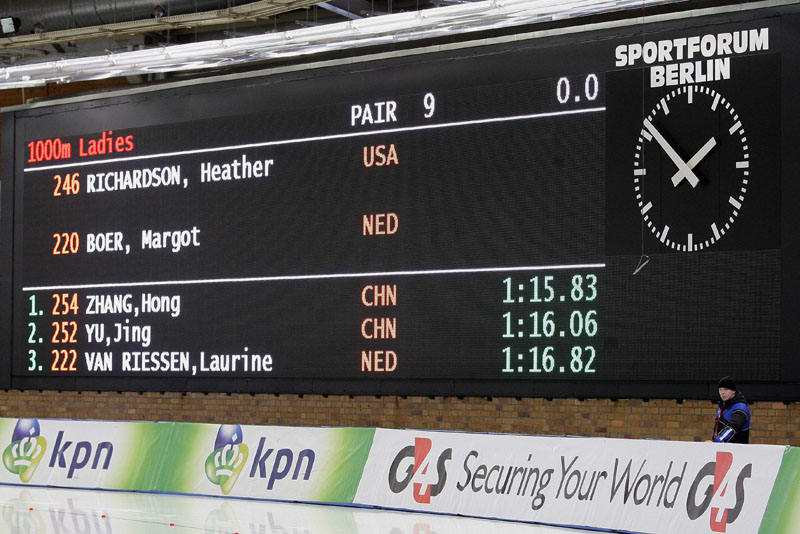 SPORTFORUM
BERLIN
PAIR 9 0.0
1000m Ladies
246 RICHARDSON, Heather USA
220 BOER, Margot NED
1. 254 ZHANG,Hong CHN 1:15.83
2. 252 YU,Jing CHN 1:16.06
3. 222 VAN RIESSEN,Laurine NED 1:16.82
kpn kpn G4S Securing Your World G4S